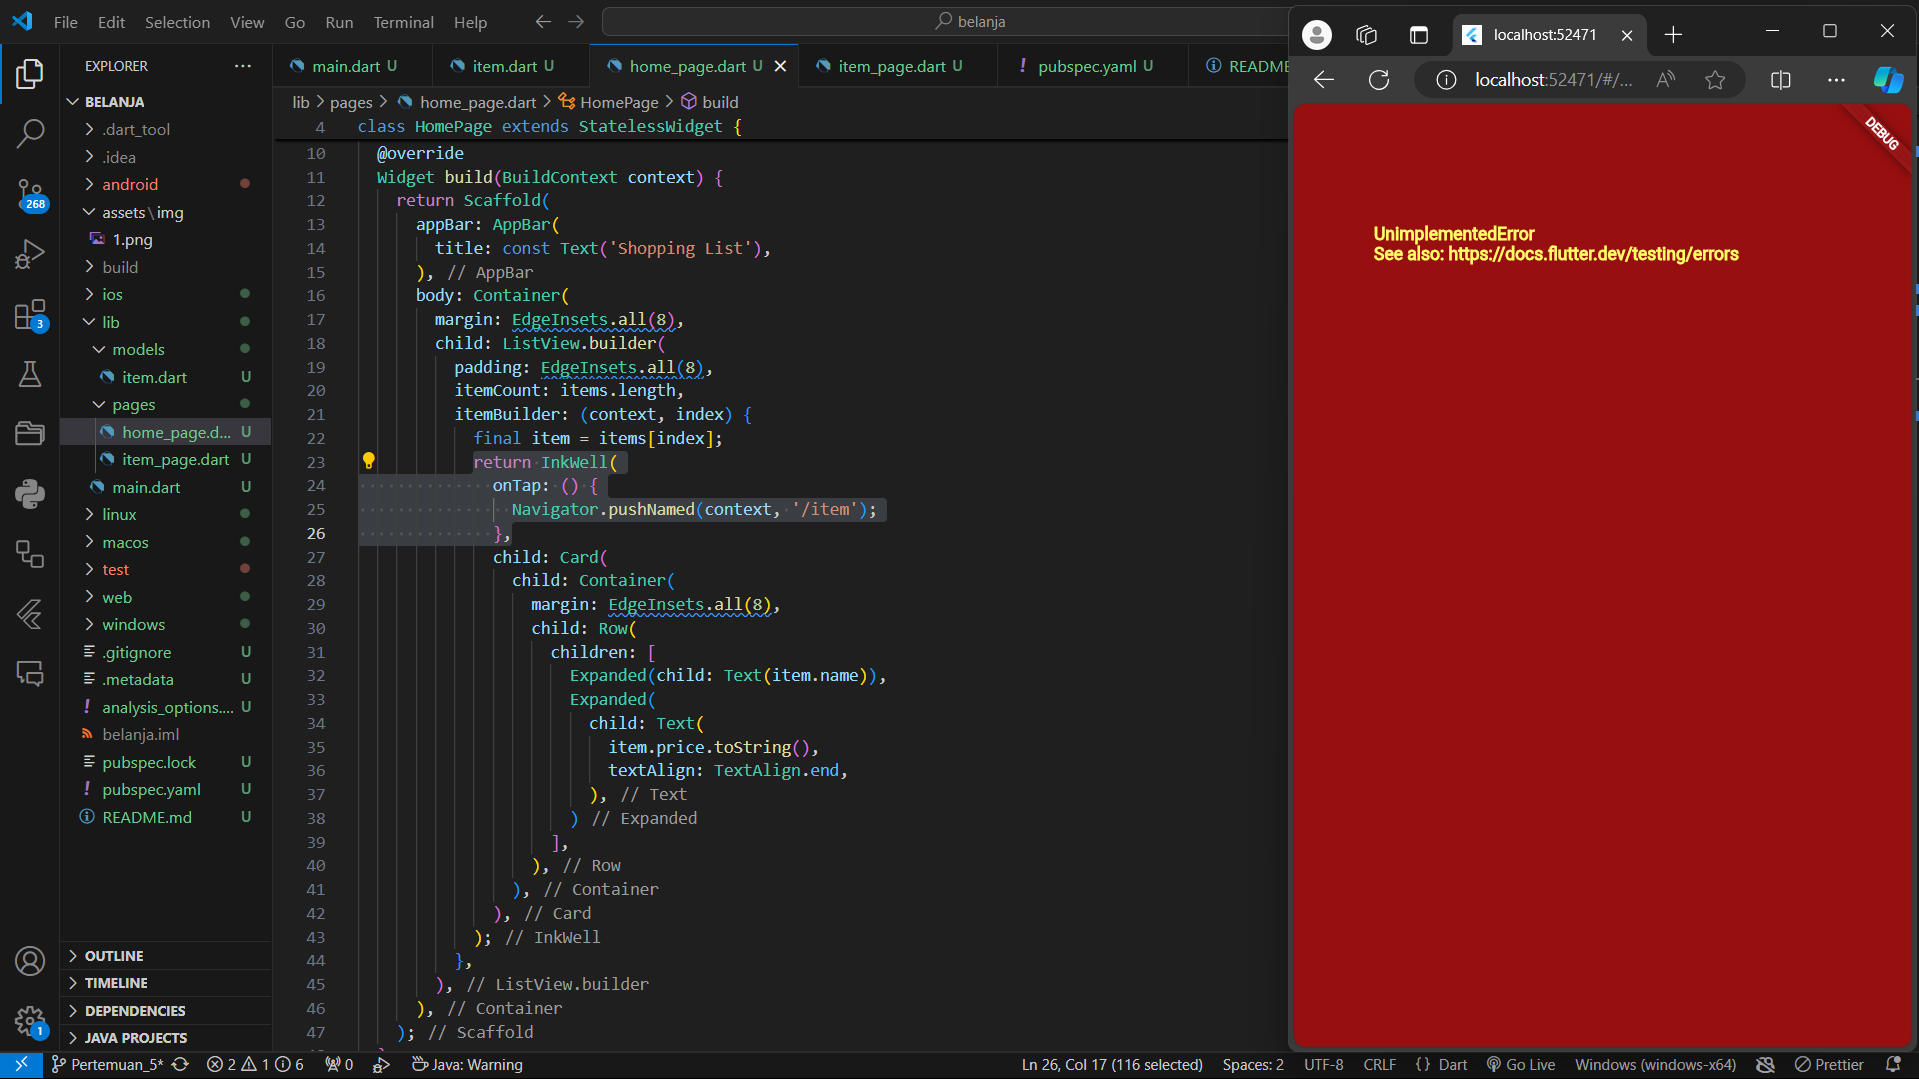 File Edit Selection View Go Run Terminal Help
belanja
localhost:52471
localhost:52471/#/...
EXPLORER
BELANJA
.dart_tool
.idea
android
assets\img
1.png
build
ios
lib
models
item.dart U
pages
home_page.d... U
item_page.dart U
main.dart U
linux
macos
test
web
windows
.gitignore U
.metadata U
analysis_options.... U
belanja.iml
pubspec.lock U
pubspec.yaml U
README.md U
OUTLINE
TIMELINE
DEPENDENCIES
JAVA PROJECTS
268
3
1
main.dart U
item.dart U
home_page.dart U
item_page.dart U
pubspec.yaml U
README
lib > pages > home_page.dart > HomePage > build
4 class HomePage extends StatelessWidget {
10 @override
11 Widget build(BuildContext context) {
12 return Scaffold(
13 appBar: AppBar(
14 title: const Text('Shopping List'),
15 ), // AppBar
16 body: Container(
17 margin: EdgeInsets.all(8),
18 child: ListView.builder(
19 padding: EdgeInsets.all(8),
20 itemCount: items.length,
21 itemBuilder: (context, index) {
22 final item = items[index];
23 return InkWell(
24 onTap: () {
25 Navigator.pushNamed(context, '/item');
26 },
27 child: Card(
28 child: Container(
29 margin: EdgeInsets.all(8),
30 child: Row(
31 children: [
32 Expanded(child: Text(item.name)),
33 Expanded(
34 child: Text(
35 item.price.toString(),
36 textAlign: TextAlign.end,
37 ), // Text
38 ) // Expanded
39 ],
40 ), // Row
41 ), // Container
42 ), // Card
43 ); // InkWell
44 },
45 ), // ListView.builder
46 ), // Container
47 ); // Scaffold
DEBUG
UnimplementedError
See also: https://docs.flutter.dev/testing/errors
Pertemuan_5* 2 1 6 0 Java: Warning
Ln 26, Col 17 (116 selected) Spaces: 2 UTF-8 CRLF {} Dart Go Live Windows (windows-x64) Prettier